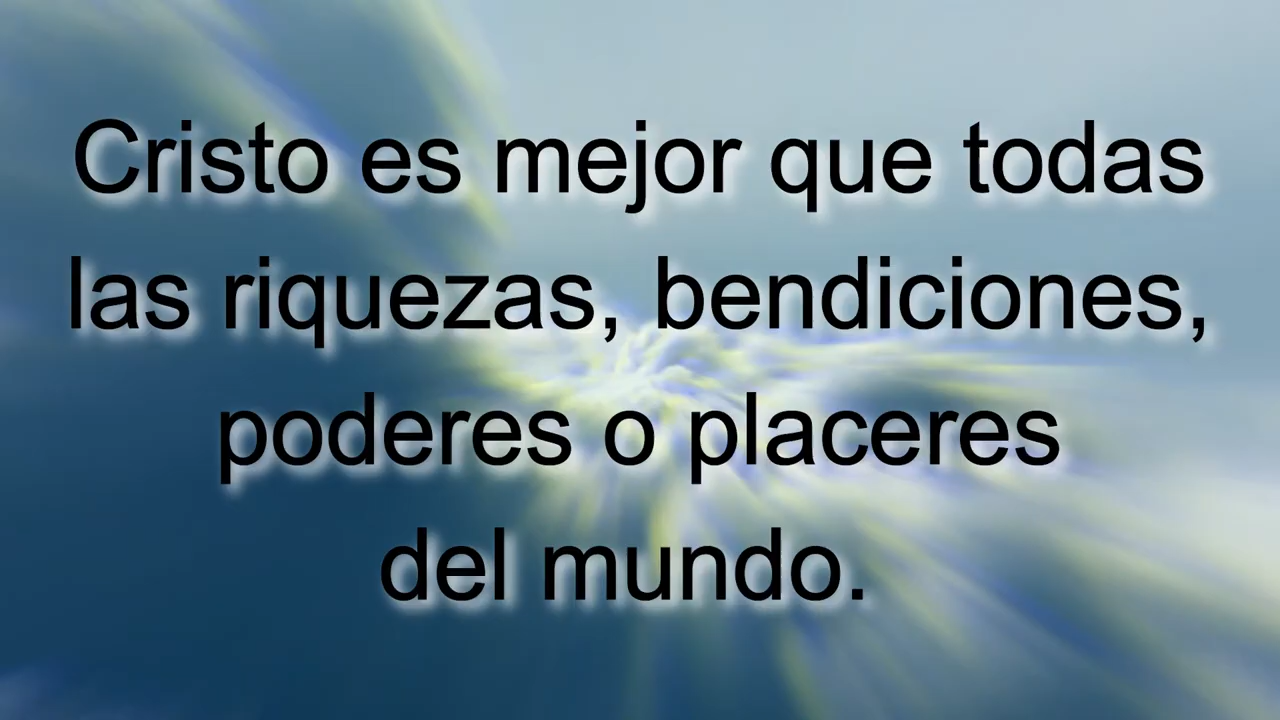 Cristo es mejor que todas
las riquezas, bendiciones,
poderes o placeres
del mundo.